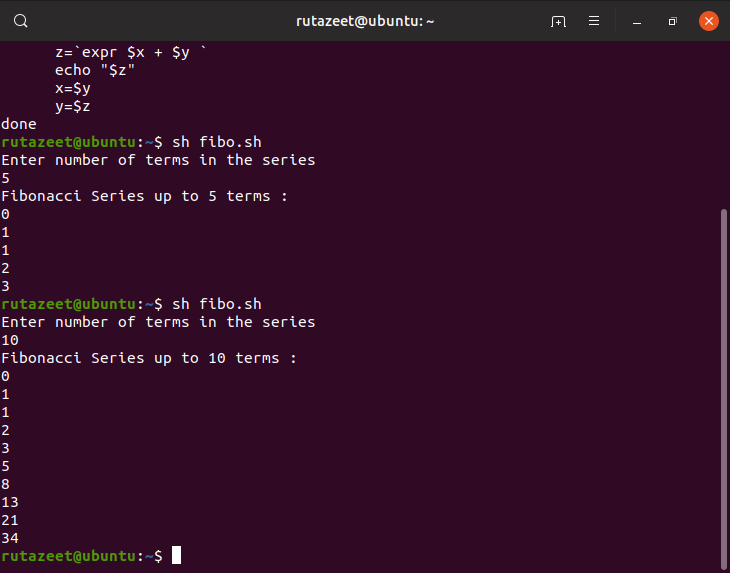 rutazeet@ubuntu: ~
z=`expr $x + $y `
echo "$z"
x=$y
y=$z
done
rutazeet@ubuntu:~$ sh fibo.sh
Enter number of terms in the series
5
Fibonacci Series up to 5 terms :
0
1
1
2
3
rutazeet@ubuntu:~$ sh fibo.sh
Enter number of terms in the series
10
Fibonacci Series up to 10 terms :
0
1
1
2
3
5
8
13
21
34
rutazeet@ubuntu:~$